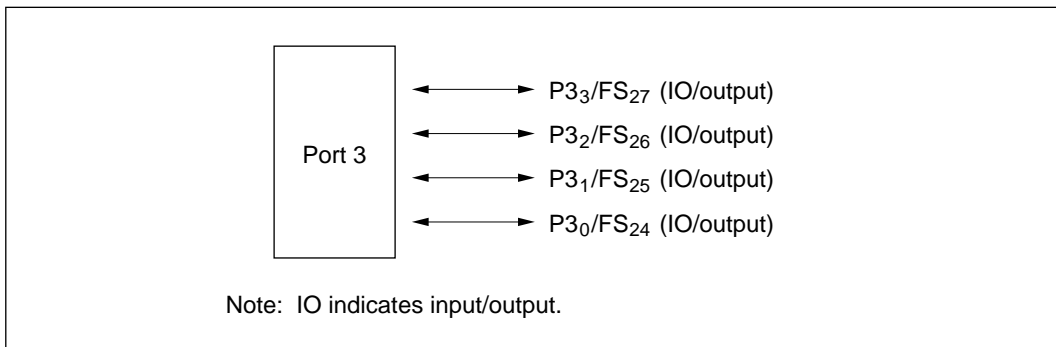 P3₃/FS₂₇ (IO/output)
P3₂/FS₂₆ (IO/output)
Port 3
P3₁/FS₂₅ (IO/output)
P3₀/FS₂₄ (IO/output)
Note: IO indicates input/output.